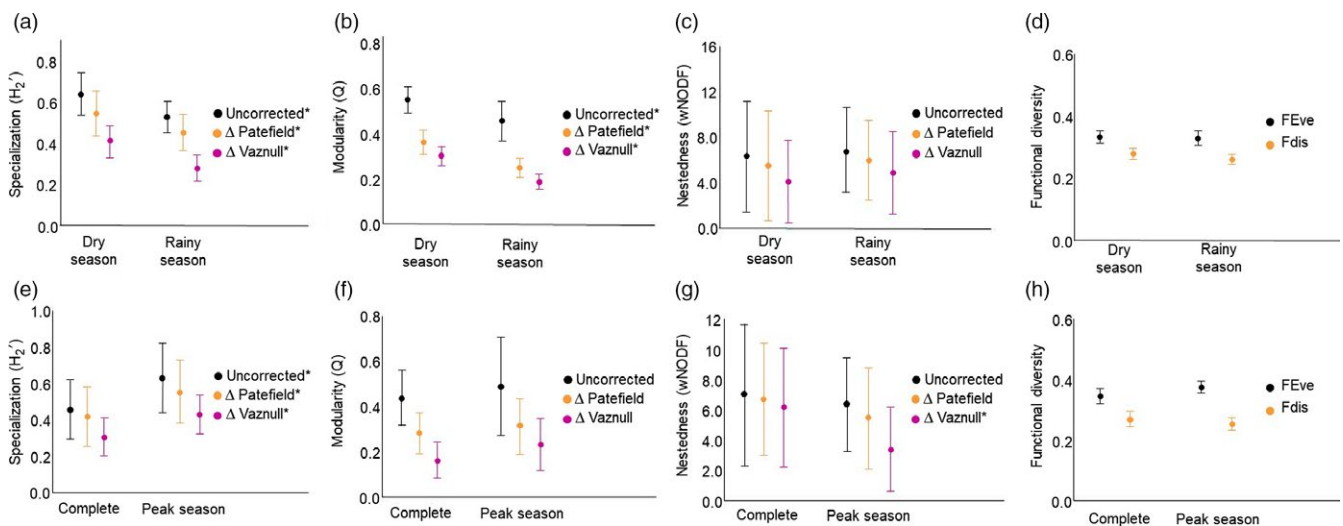 (a)
Specialization (H₂′)
0.8
0.6
0.4
0.2
0.0
Dry
season
Rainy
season
Uncorrected*
Δ Patefield*
Δ Vaznull*
(b)
Modularity (Q)
0.8
0.6
0.4
0.2
0.0
Dry
season
Rainy
season
Uncorrected*
Δ Patefield*
Δ Vaznull*
(c)
Nestedness (wNODF)
16
12
8.0
4.0
0.0
Dry
season
Rainy
season
Uncorrected
Δ Patefield
Δ Vaznull
(d)
Functional diversity
0.6
0.4
0.2
0.0
Dry
season
Rainy
season
FEve
Fdis
(e)
Specialization (H₂′)
1.0
0.8
0.6
0.4
0.2
0.0
Complete
Peak season
Uncorrected*
Δ Patefield*
Δ Vaznull*
(f)
Modularity (Q)
0.8
0.6
0.4
0.2
0.0
Complete
Peak season
Uncorrected
Δ Patefield
Δ Vaznull
(g)
Nestedness (wNODF)
12
10
8.0
6.0
4.0
2.0
0.0
Complete
Peak season
Uncorrected
Δ Patefield
Δ Vaznull*
(h)
Functional diversity
0.6
0.4
0.2
0.0
Complete
Peak season
FEve
Fdis